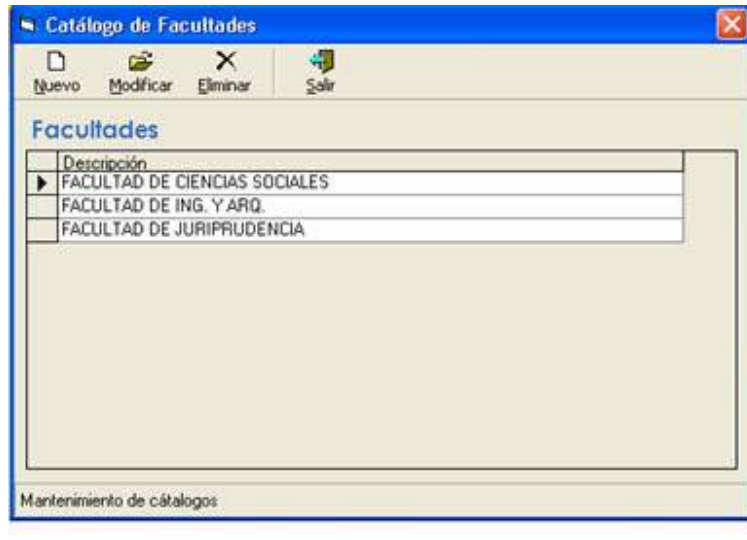 Catálogo de Facultades
Nuevo Modificar Eliminar Salir
Facultades
Descripción
FACULTAD DE CIENCIAS SOCIALES
FACULTAD DE ING. Y ARQ.
FACULTAD DE JURIPRUDENCIA
Mantenimiento de cátalogos